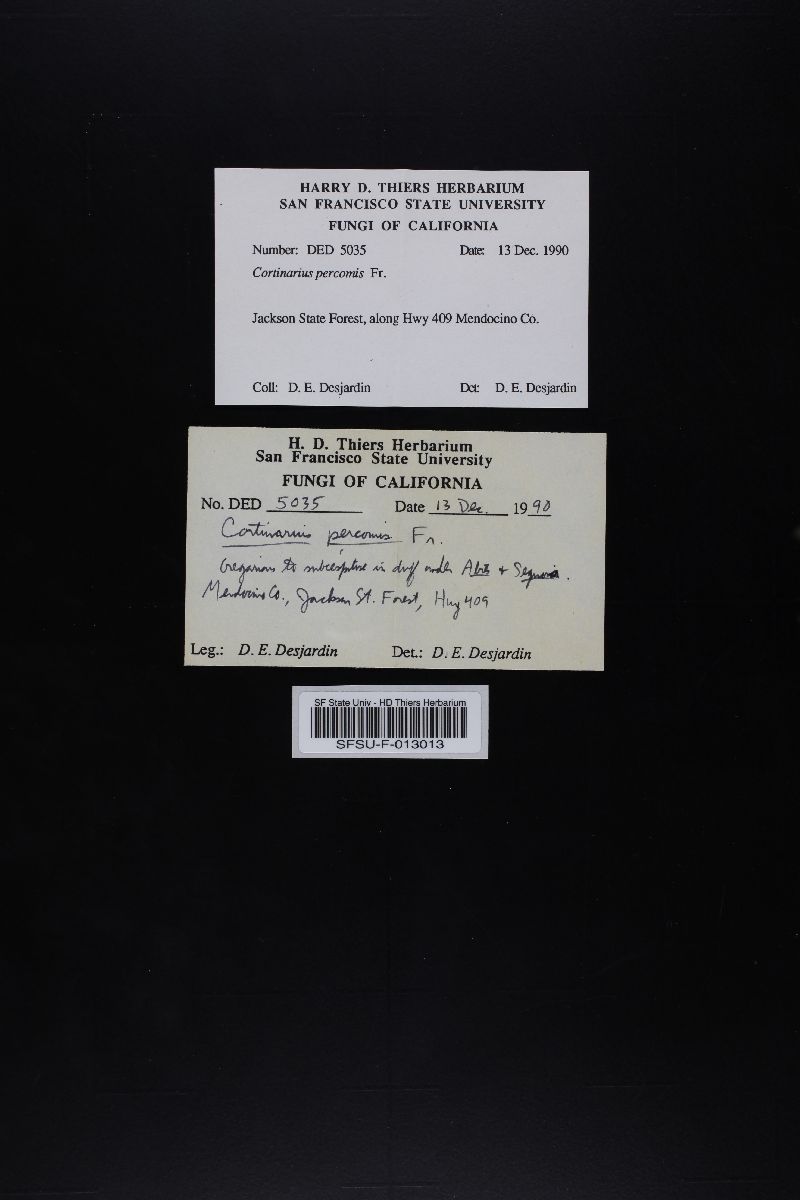 HARRY D. THIERS HERBARIUM
SAN FRANCISCO STATE UNIVERSITY
FUNGI OF CALIFORNIA
Number: DED 5035 Date: 13 Dec. 1990
Cortinarius percomis Fr.
Jackson State Forest, along Hwy 409 Mendocino Co.
Coll: D. E. Desjardin Det: D. E. Desjardin
H. D. Thiers Herbarium
San Francisco State University
FUNGI OF CALIFORNIA
No. DED 5035 Date 13 Dec. 1990
Cortinarius percomis Fr.
Gregarious to subcespitose in duff under Abies + Sequoia.
Mendocino Co., Jackson St. Forest, Hwy 409
Leg.: D. E. Desjardin Det.: D. E. Desjardin
SF State Univ - HD Thiers Herbarium
SFSU-F-013013